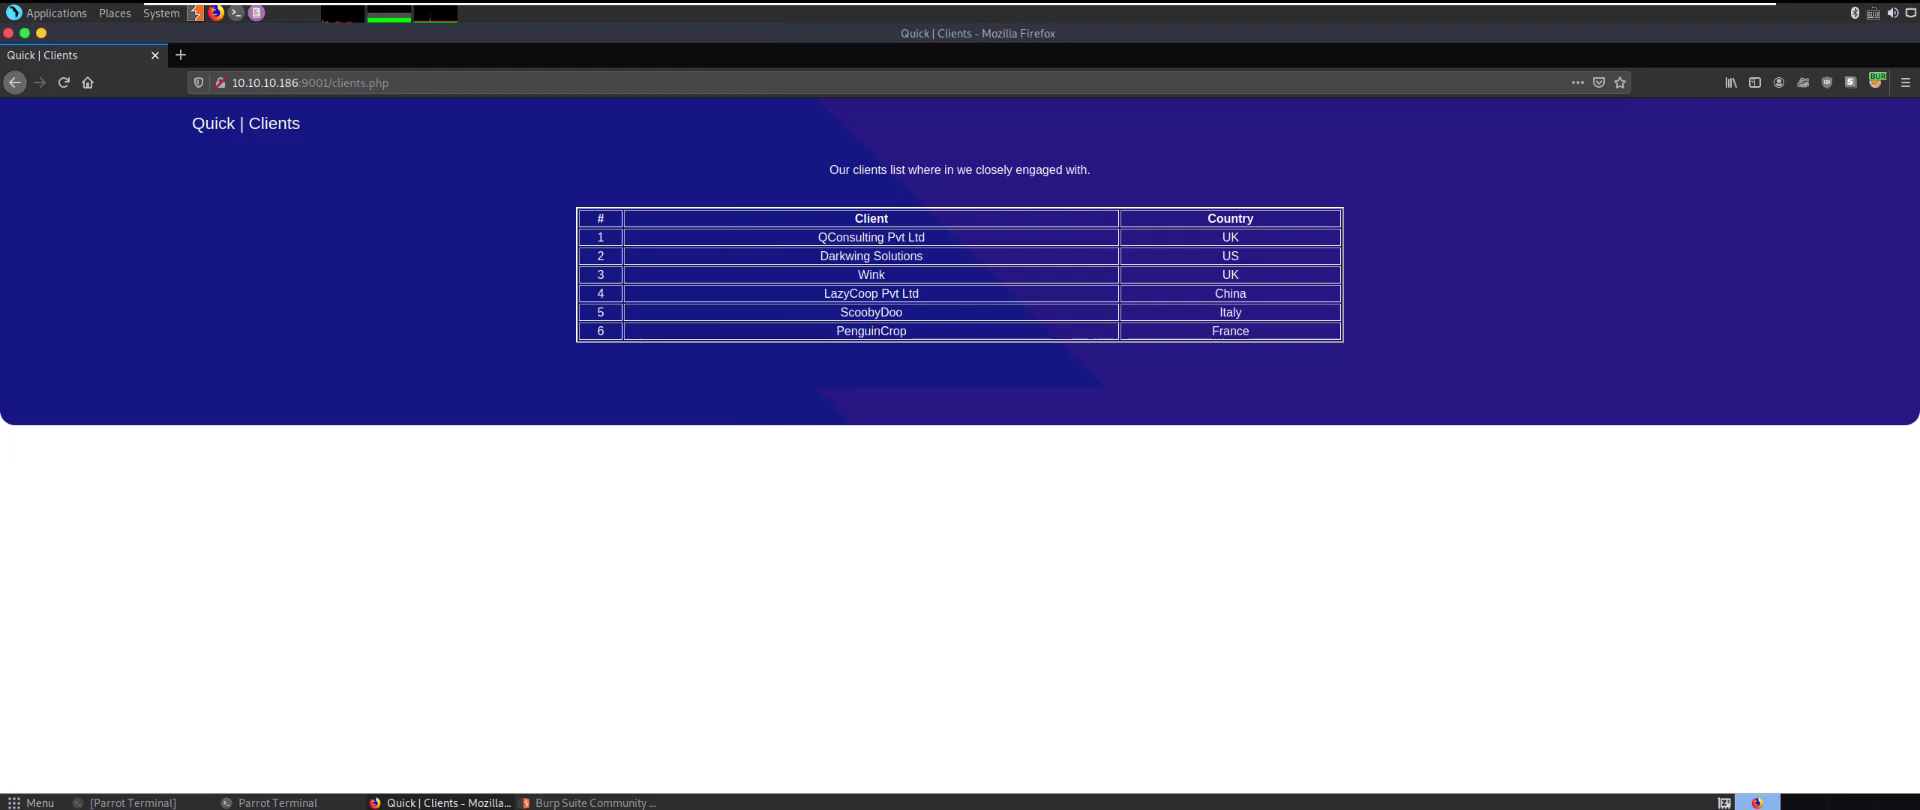 Applications Places System
Quick | Clients - Mozilla Firefox
Quick | Clients
10.10.10.186:9001/clients.php
BUR
Quick | Clients
Our clients list where in we closely engaged with.
# Client Country
1 QConsulting Pvt Ltd UK
2 Darkwing Solutions US
3 Wink UK
4 LazyCoop Pvt Ltd China
5 ScoobyDoo Italy
6 PenguinCrop France
Menu [Parrot Terminal] Parrot Terminal Quick | Clients - Mozilla... Burp Suite Community ...